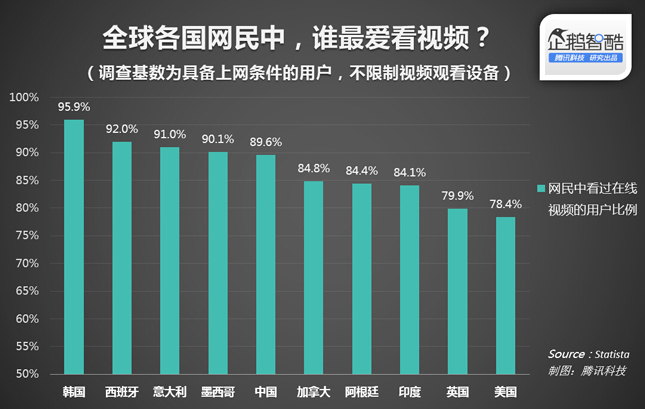 全球各国网民中，谁最爱看视频？
（调查基数为具备上网条件的用户，不限制视频观看设备）
企鹅智酷
腾讯科技 研究出品
100%
95%
90%
85%
80%
75%
70%
65%
60%
55%
50%
95.9%
92.0%
91.0%
90.1%
89.6%
84.8%
84.4%
84.1%
79.9%
78.4%
韩国 西班牙 意大利 墨西哥 中国 加拿大 阿根廷 印度 英国 美国
网民中看过在线
视频的用户比例
Source：Statista
制图：腾讯科技